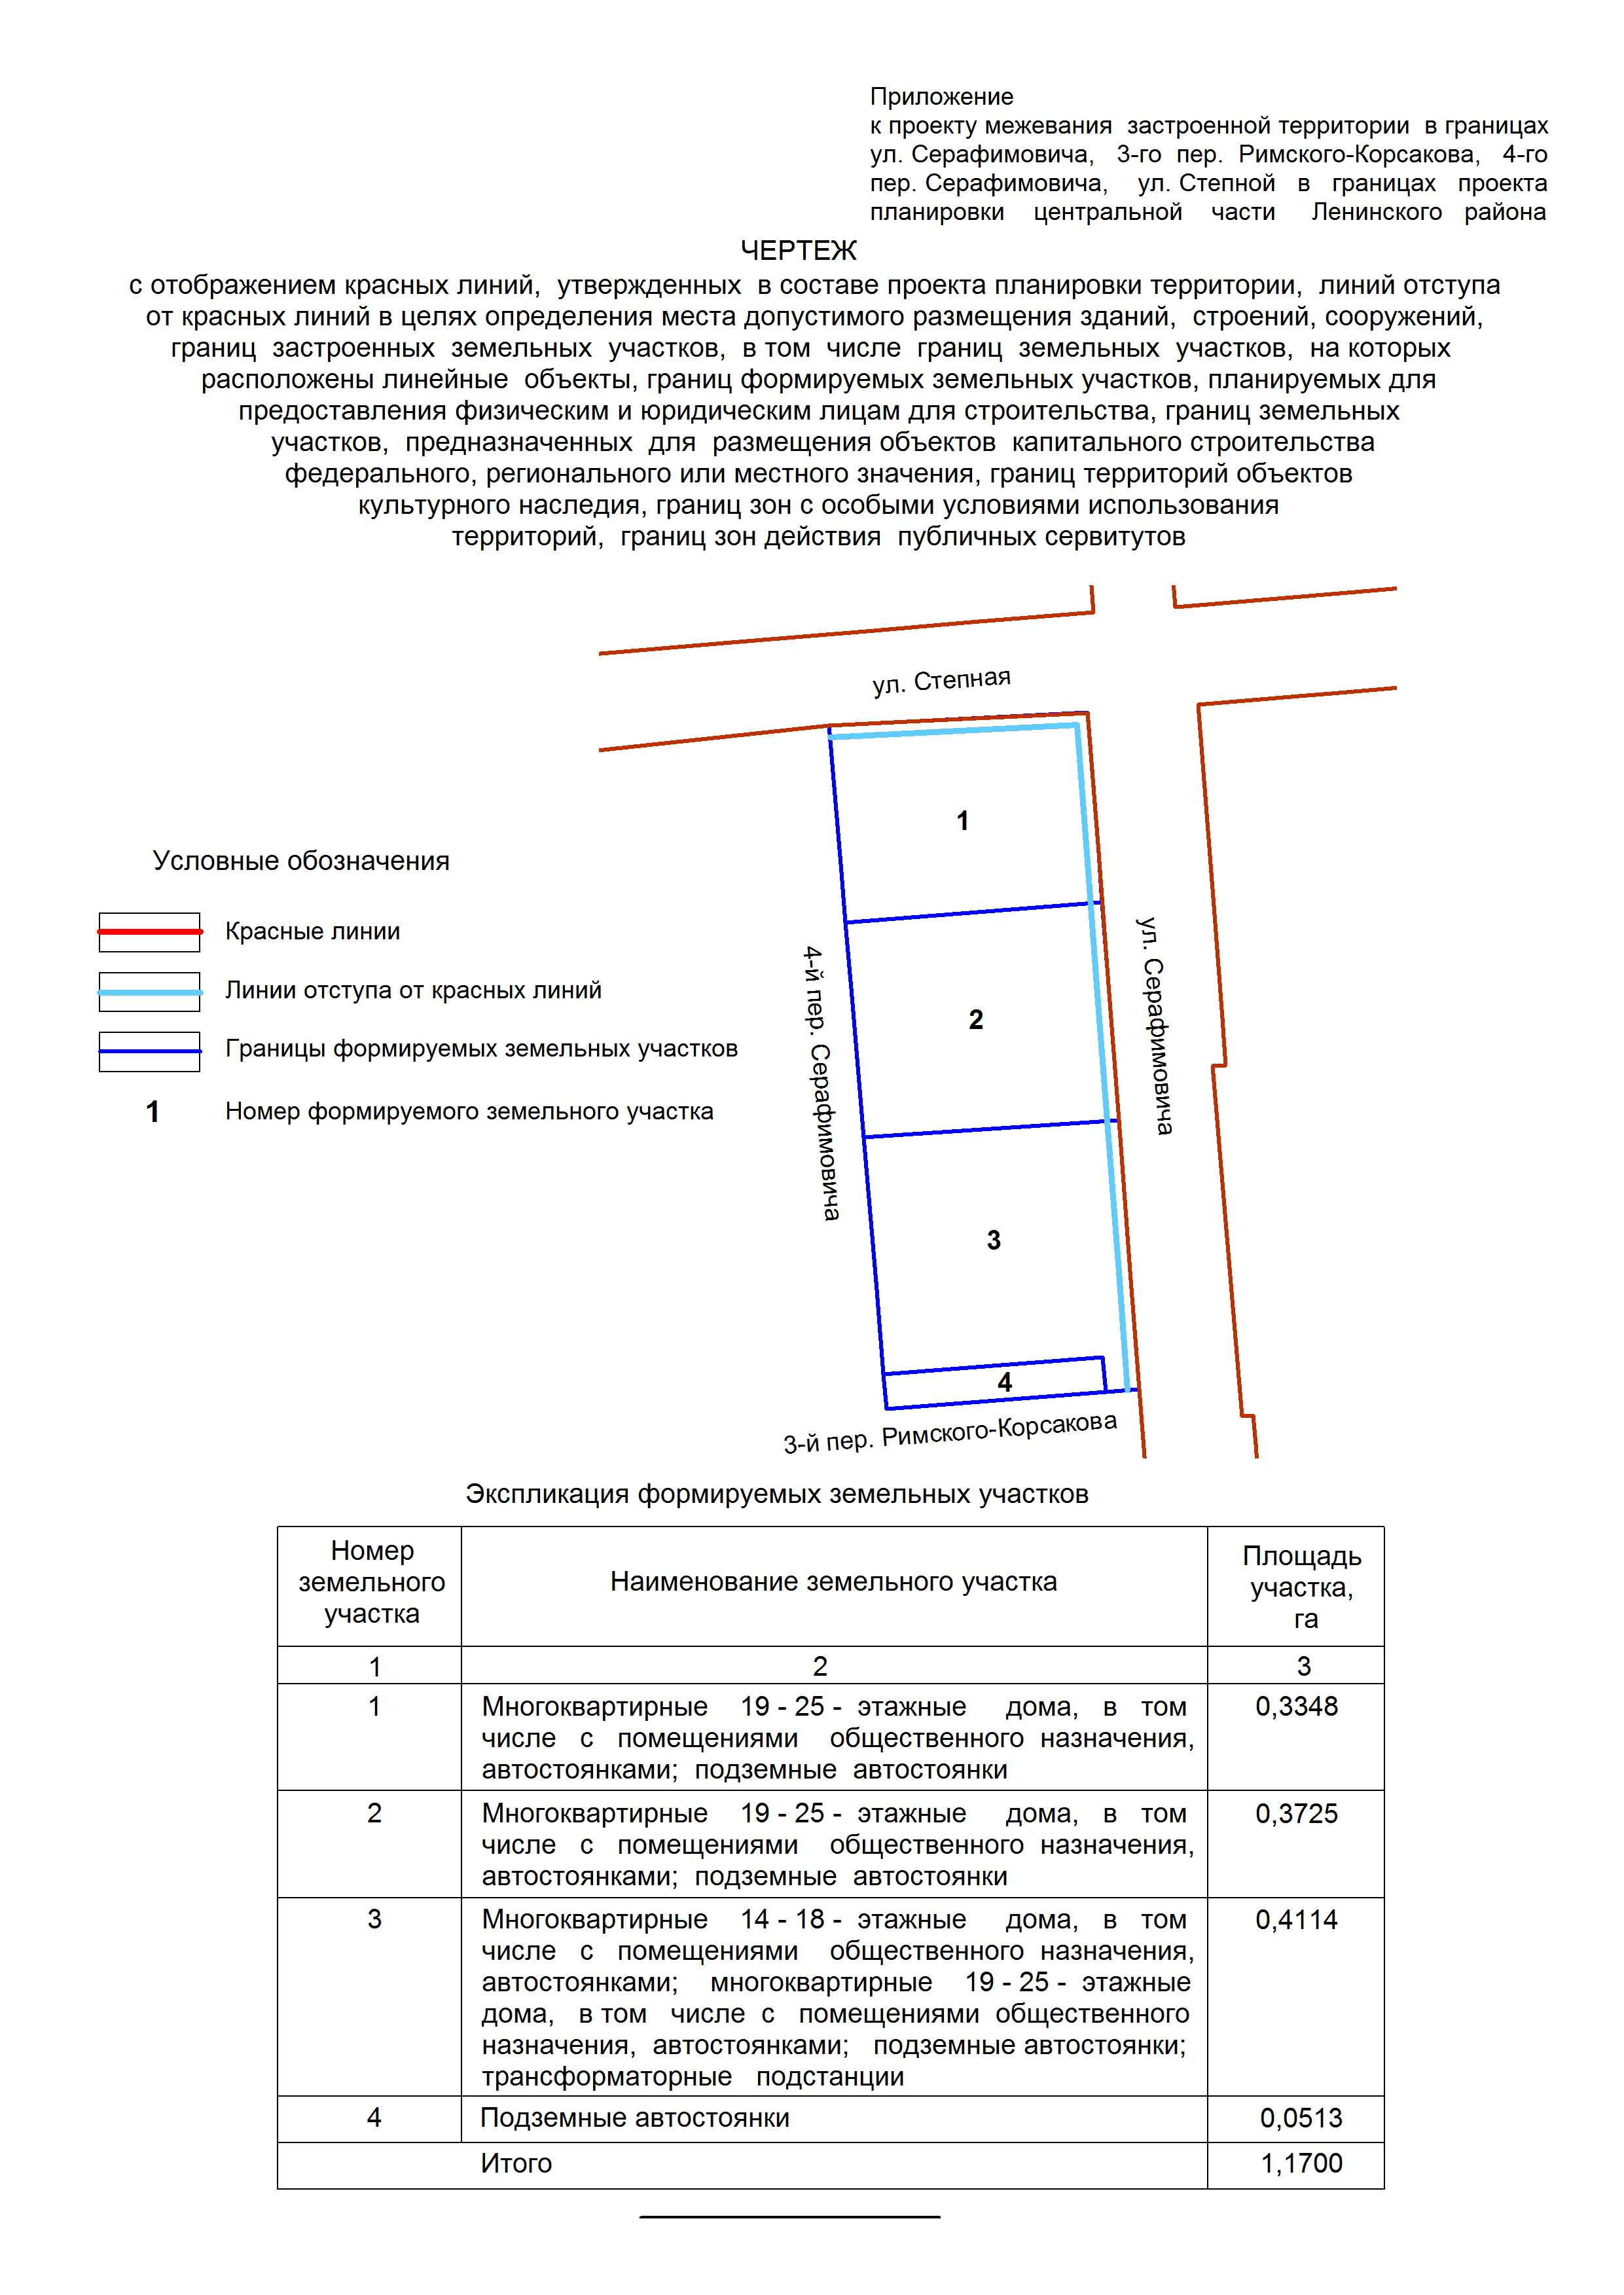 Приложение
к проекту межевания застроенной территории в границах
ул. Серафимовича, 3-го пер. Римского-Корсакова, 4-го
пер. Серафимовича, ул. Степной в границах проекта
планировки центральной части Ленинского района
ЧЕРТЕЖ
с отображением красных линий, утвержденных в составе проекта планировки территории, линий отступа
от красных линий в целях определения места допустимого размещения зданий, строений, сооружений,
границ застроенных земельных участков, в том числе границ земельных участков, на которых
расположены линейные объекты, границ формируемых земельных участков, планируемых для
предоставления физическим и юридическим лицам для строительства, границ земельных
участков, предназначенных для размещения объектов капитального строительства
федерального, регионального или местного значения, границ территорий объектов
культурного наследия, границ зон с особыми условиями использования
территорий, границ зон действия публичных сервитутов
ул. Степная
1
2
3
4
4-й пер. Серафимовича
ул. Серафимовича
3-й пер. Римского-Корсакова
Условные обозначения
Красные линии
Линии отступа от красных линий
Границы формируемых земельных участков
1 Номер формируемого земельного участка
Экспликация формируемых земельных участков
Номер
земельного
участка
Наименование земельного участка
Площадь
участка,
га
1 2 3
1 Многоквартирные 19 - 25 - этажные дома, в том 0,3348
числе с помещениями общественного назначения,
автостоянками; подземные автостоянки
2 Многоквартирные 19 - 25 - этажные дома, в том 0,3725
числе с помещениями общественного назначения,
автостоянками; подземные автостоянки
3 Многоквартирные 14 - 18 - этажные дома, в том 0,4114
числе с помещениями общественного назначения,
автостоянками; многоквартирные 19 - 25 - этажные
дома, в том числе с помещениями общественного
назначения, автостоянками; подземные автостоянки;
трансформаторные подстанции
4 Подземные автостоянки 0,0513
Итого 1,1700